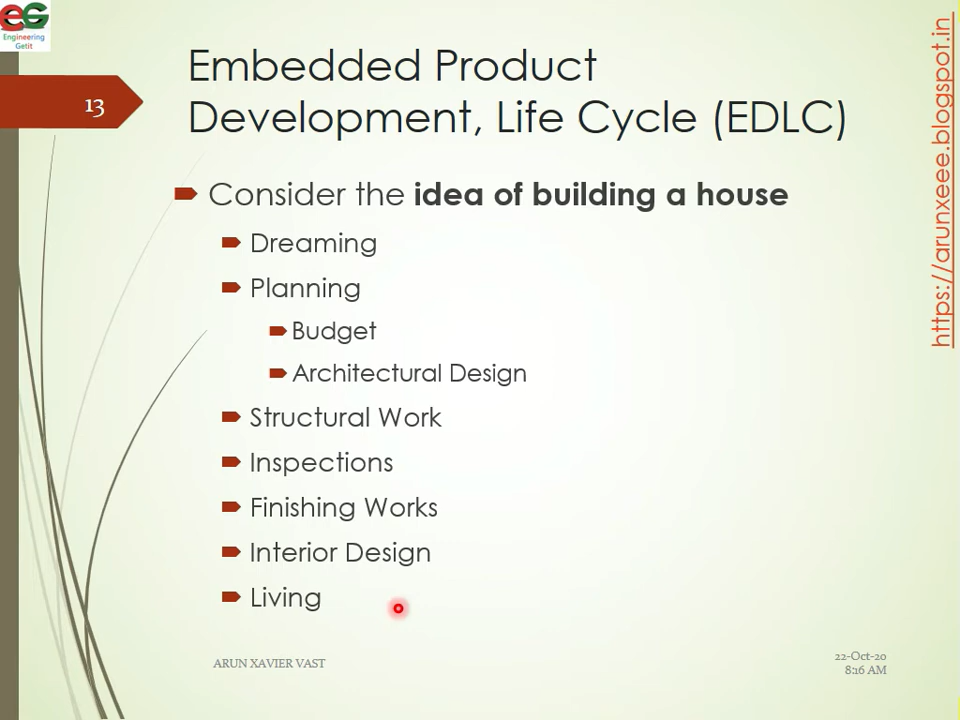 EG
Engineering
Getit
13
Embedded Product
Development, Life Cycle (EDLC)
Consider the idea of building a house
Dreaming
Planning
Budget
Architectural Design
Structural Work
Inspections
Finishing Works
Interior Design
Living
ARUN XAVIER VAST
22-Oct-20
8:16 AM
https://arunxeee.blogspot.in